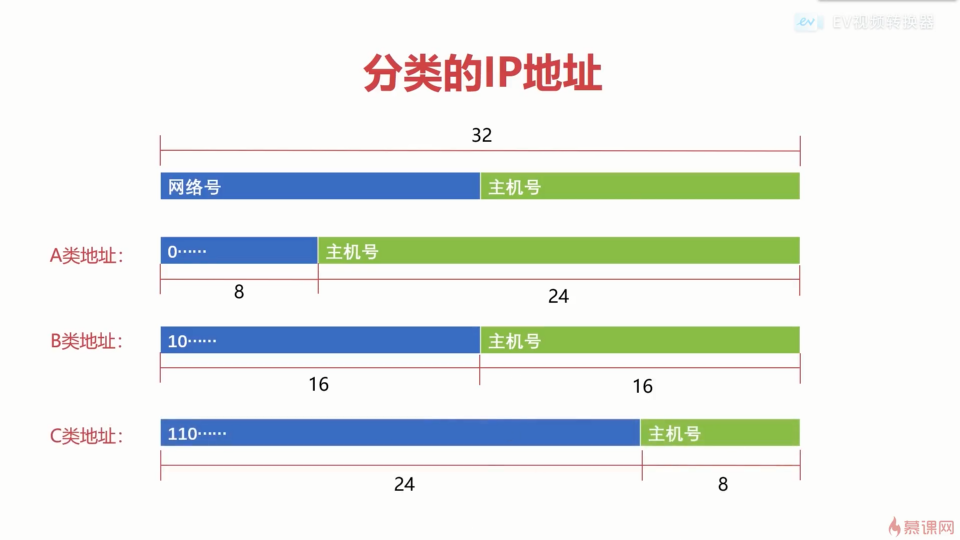 EV视频转换器
分类的IP地址
32
网络号 主机号
A类地址： 0…… 主机号
8 24
B类地址： 10…… 主机号
16 16
C类地址： 110…… 主机号
24 8
慕课网